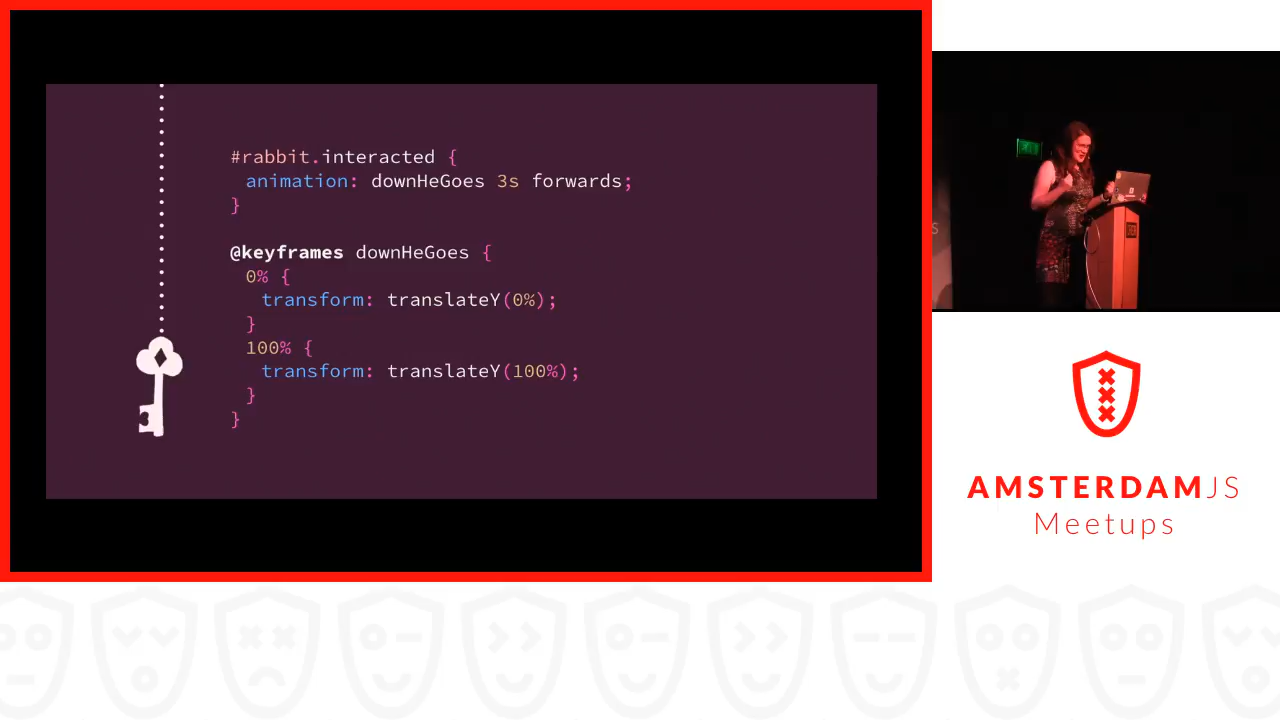 #rabbit.interacted {
animation: downHeGoes 3s forwards;
}
@keyframes downHeGoes {
0% {
transform: translateY(0%);
}
100% {
transform: translateY(100%);
}
}
S
AMSTERDAMJS
Meetups